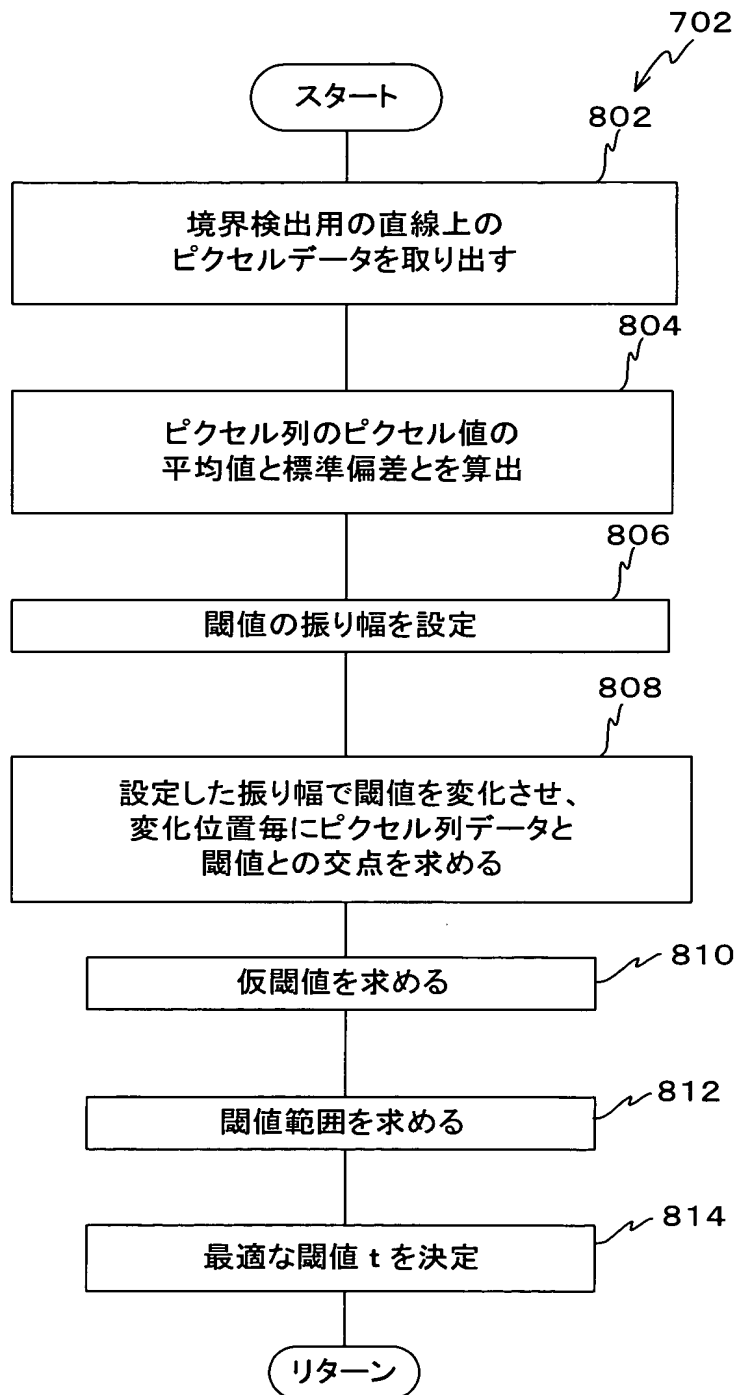 702
スタート
802
境界検出用の直線上の
ピクセルデータを取り出す
804
ピクセル列のピクセル値の
平均値と標準偏差とを算出
806
閾値の振り幅を設定
808
設定した振り幅で閾値を変化させ、
変化位置毎にピクセル列データと
閾値との交点を求める
810
仮閾値を求める
812
閾値範囲を求める
814
最適な閾値 t を決定
リターン